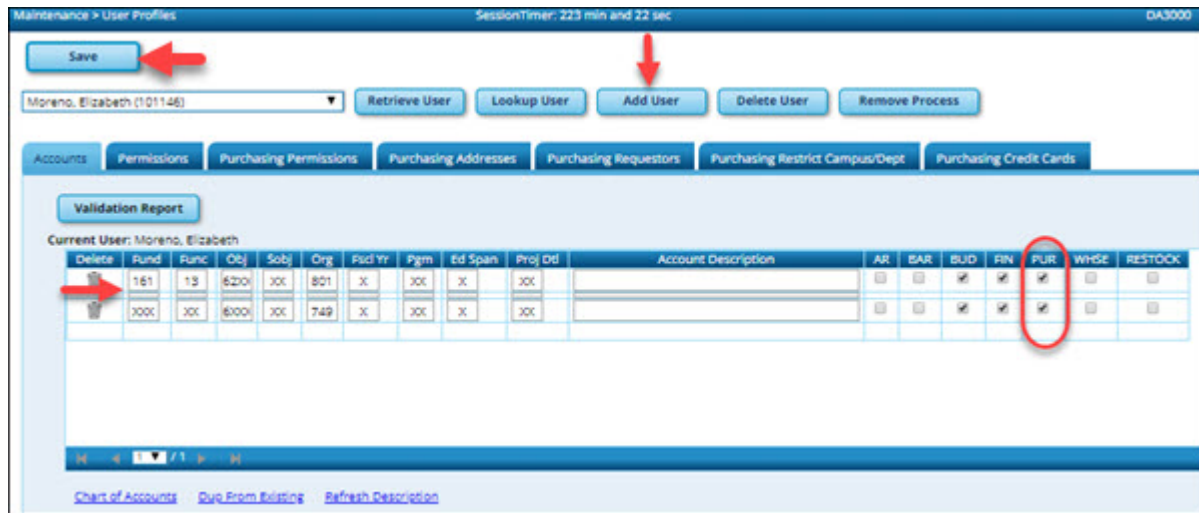 Maintenance > User Profiles SessionTimer: 223 min and 22 sec DA3000
Save
Moreno, Elizabeth (101146) Retrieve User Lookup User Add User Delete User Remove Process
Accounts Permissions Purchasing Permissions Purchasing Addresses Purchasing Requestors Purchasing Restrict Campus/Dept Purchasing Credit Cards
Validation Report
Current User: Moreno, Elizabeth
Delete Fund Func Obj Sobj Org Fscl Yr Pgm Ed Span Proj Dtl Account Description AR BAR BUD FIN PUR WHSE RESTOCK
161 13 XX 801 X XX X XX
XXX XX XX 749 X XX X XX
1 / 1
Chart of Accounts Dup From Existing Refresh Description